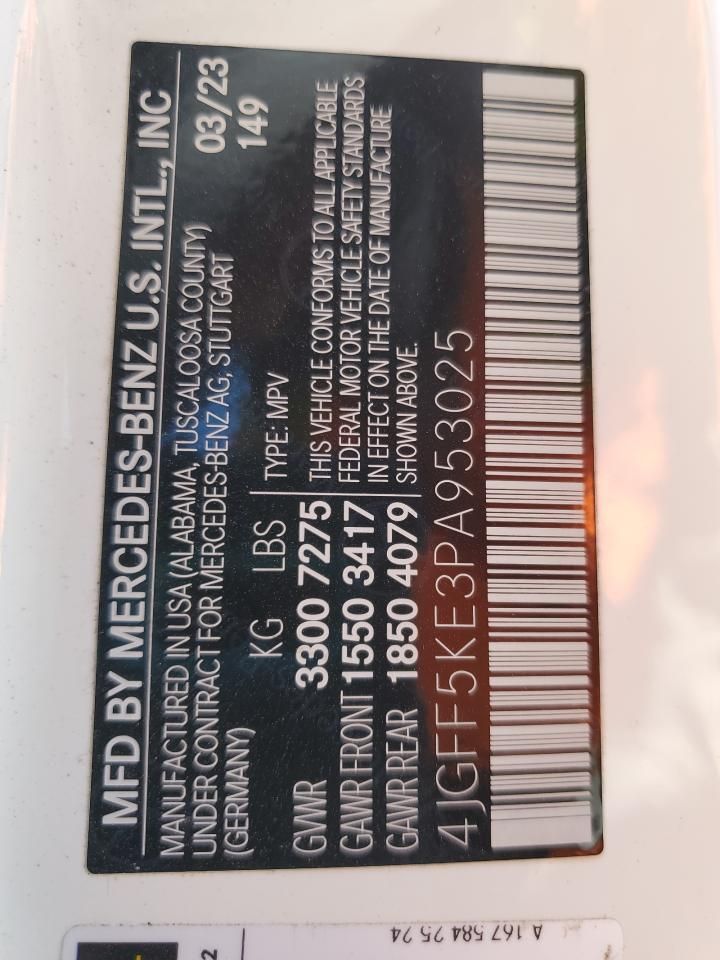 MFD BY MERCEDES-BENZ U.S. INTL., INC
MANUFACTURED IN USA (ALABAMA, TUSCALOOSA COUNTY)
UNDER CONTRACT FOR MERCEDES-BENZ AG, STUTTGART
(GERMANY)
03/23
149
KG LBS
TYPE: MPV
GVWR 3300 7275
GAWR FRONT 1550 3417
GAWR REAR 1850 4079
THIS VEHICLE CONFORMS TO ALL APPLICABLE
FEDERAL MOTOR VEHICLE SAFETY STANDARDS
IN EFFECT ON THE DATE OF MANUFACTURE
SHOWN ABOVE.
4JGFF5KE3PA953025
A 167 584 25 24
2